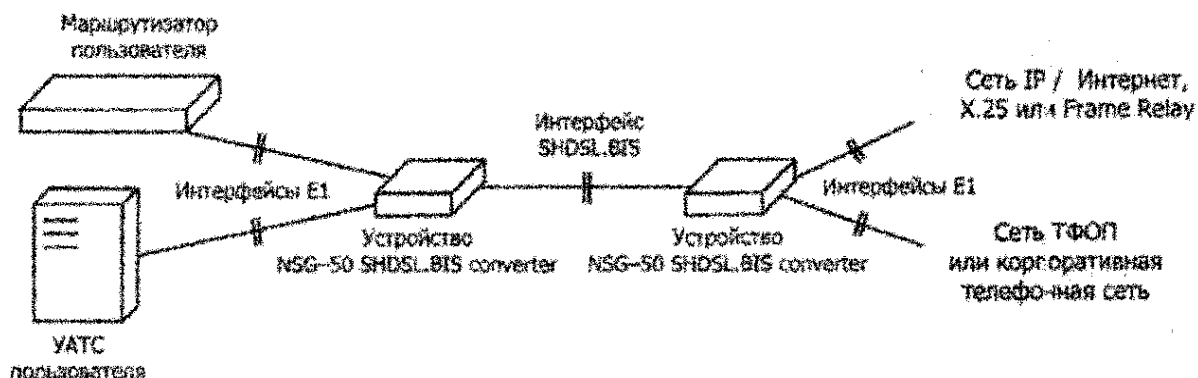 Маршрутизатор
пользователя
Сеть IP / Интернет,
X.25 или Frame Relay
Интерфейс
SHDSL.BIS
Интерфейсы E1
Интерфейсы E1
Устройство
NSG-50 SHDSL.BIS converter
Устройство
NSG-50 SHDSL.BIS converter
Сеть ТФОП
или корпоративная
телефонная сеть
УАТС
пользователя